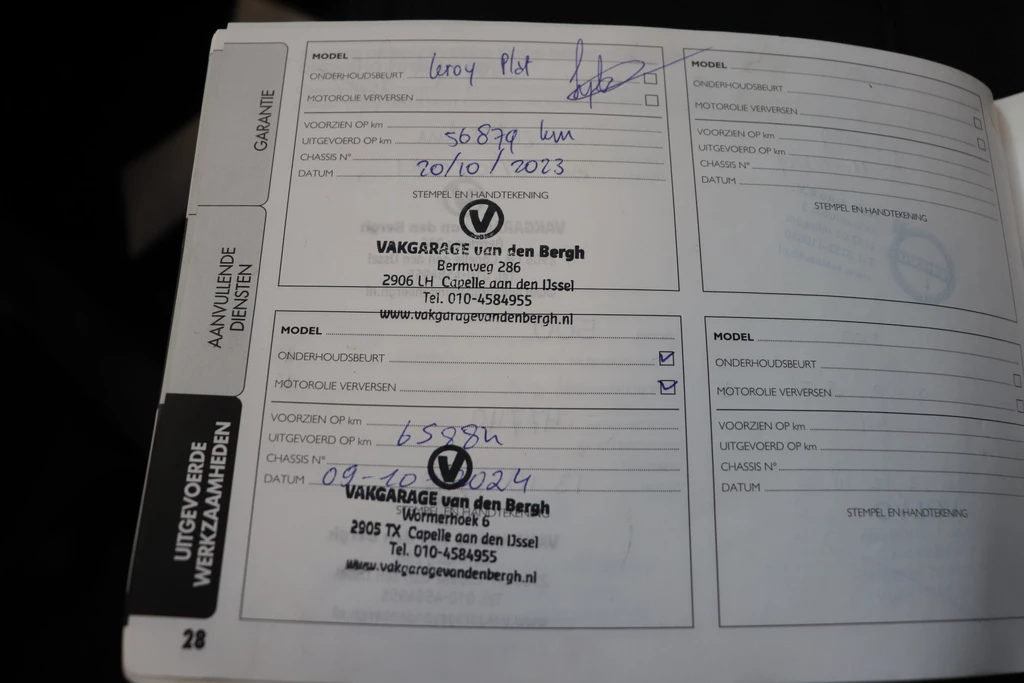 GARANTIE
AANVULLENDE
DIENSTEN
UITGEVOERDE
WERKZAAMHEDEN
28
MODEL
ONDERHOUDSBEURT Leroy Plat
MOTOROLIE VERVERSEN
VOORZIEN OP km
UITGEVOERD OP km 56879 km
CHASSIS N°
DATUM 20/10/2023
STEMPEL EN HANDTEKENING
VAKGARAGE van den Bergh
Bermweg 286
2906 LH Capelle aan den IJssel
Tel. 010-4584955
www.vakgaragevandenbergh.nl
MODEL
ONDERHOUDSBEURT
MOTOROLIE VERVERSEN
VOORZIEN OP km
UITGEVOERD OP km
CHASSIS N°
DATUM 09-10-2024
STEMPEL EN HANDTEKENING
VAKGARAGE van den Bergh
Wormerhoek 6
2905 TX Capelle aan den IJssel
Tel. 010-4584955
www.vakgaragevandenbergh.nl
MODEL
ONDERHOUDSBEURT
MOTOROLIE VERVERSEN
VOORZIEN OP km
UITGEVOERD OP km
CHASSIS N°
DATUM
STEMPEL EN HANDTEKENING
MODEL
ONDERHOUDSBEURT
MOTOROLIE VERVERSEN
VOORZIEN OP km
UITGEVOERD OP km
CHASSIS N°
DATUM
STEMPEL EN HANDTEKENING